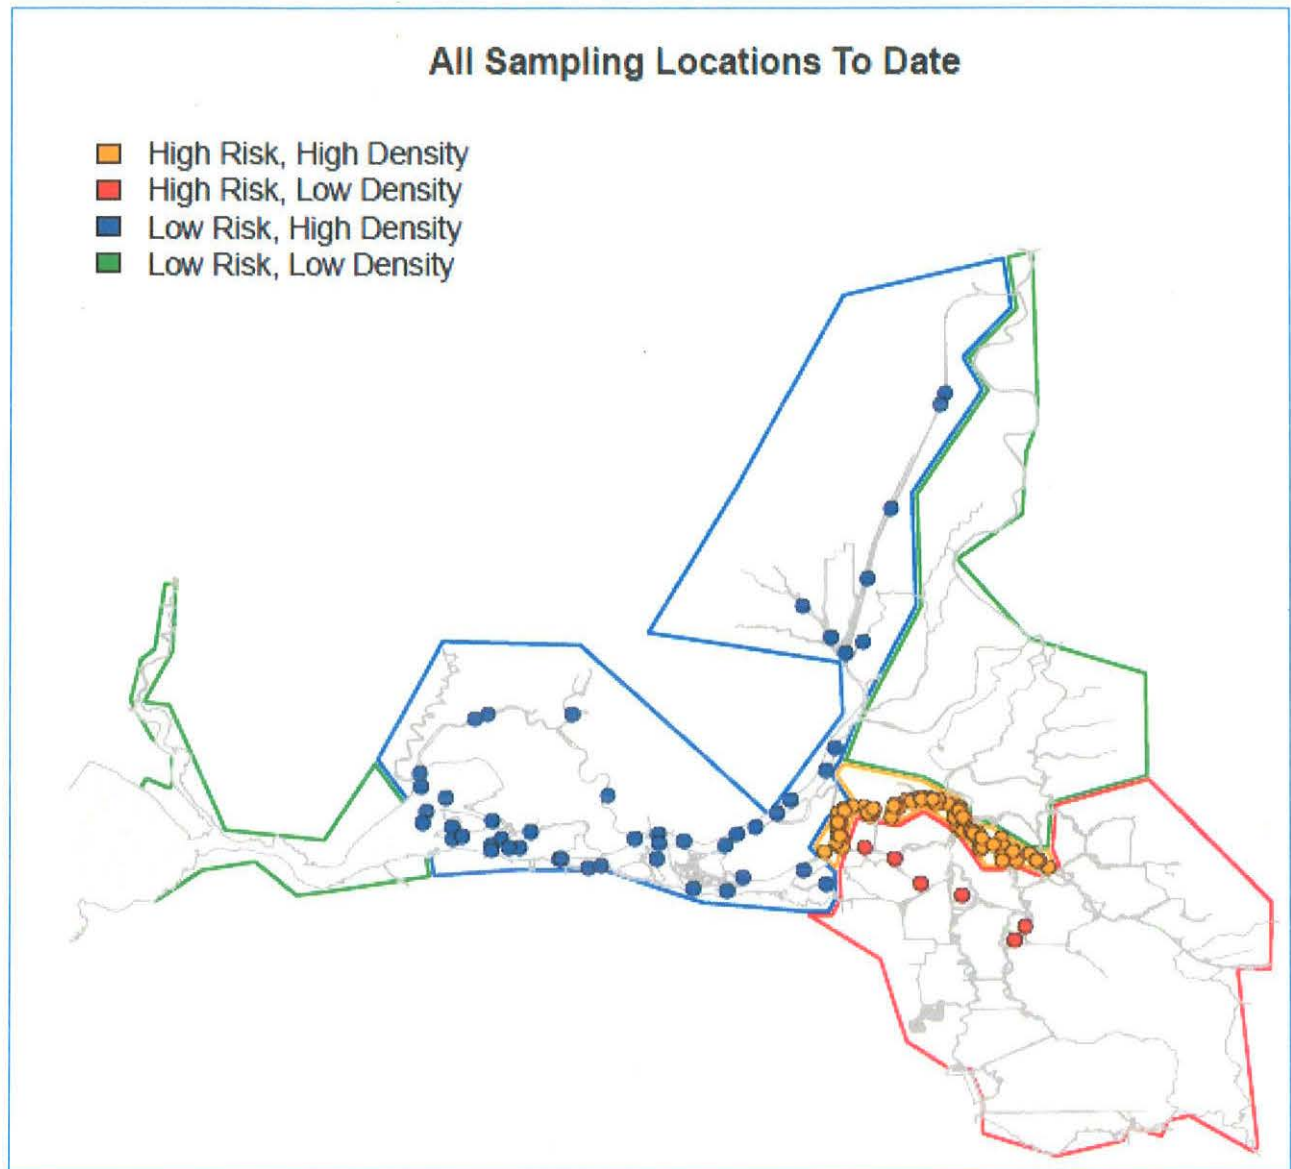 All Sampling Locations To Date
High Risk, High Density
High Risk, Low Density
Low Risk, High Density
Low Risk, Low Density